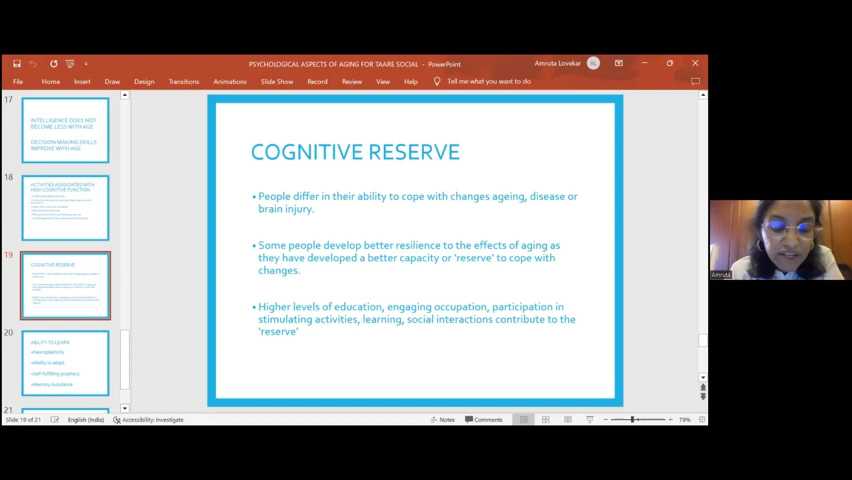 PSYCHOLOGICAL ASPECTS OF AGING FOR TAARE SOCIAL - PowerPoint
Amruta Lovekar
AL
File Home Insert Draw Design Transitions Animations Slide Show Record Review View Help Tell me what you want to do
17
INTELLIGENCE DOES NOT
BECOME LESS WITH AGE
DECISION MAKING SKILLS
IMPROVE WITH AGE
18
ACTIVITIES ASSOCIATED WITH
HIGH COGNITIVE FUNCTION
19
COGNITIVE RESERVE
20
ABILITY TO LEARN
•Neuroplasticity
•Ability to adapt
•Self-fulfilling prophecy
•Memory Avoidance
21
COGNITIVE RESERVE
• People differ in their ability to cope with changes ageing, disease or
brain injury.
• Some people develop better resilience to the effects of aging as
they have developed a better capacity or ‘reserve’ to cope with
changes.
• Higher levels of education, engaging occupation, participation in
stimulating activities, learning, social interactions contribute to the
‘reserve’
Amruta
Slide 19 of 21 English (India) Accessibility: Investigate Notes Comments 79%